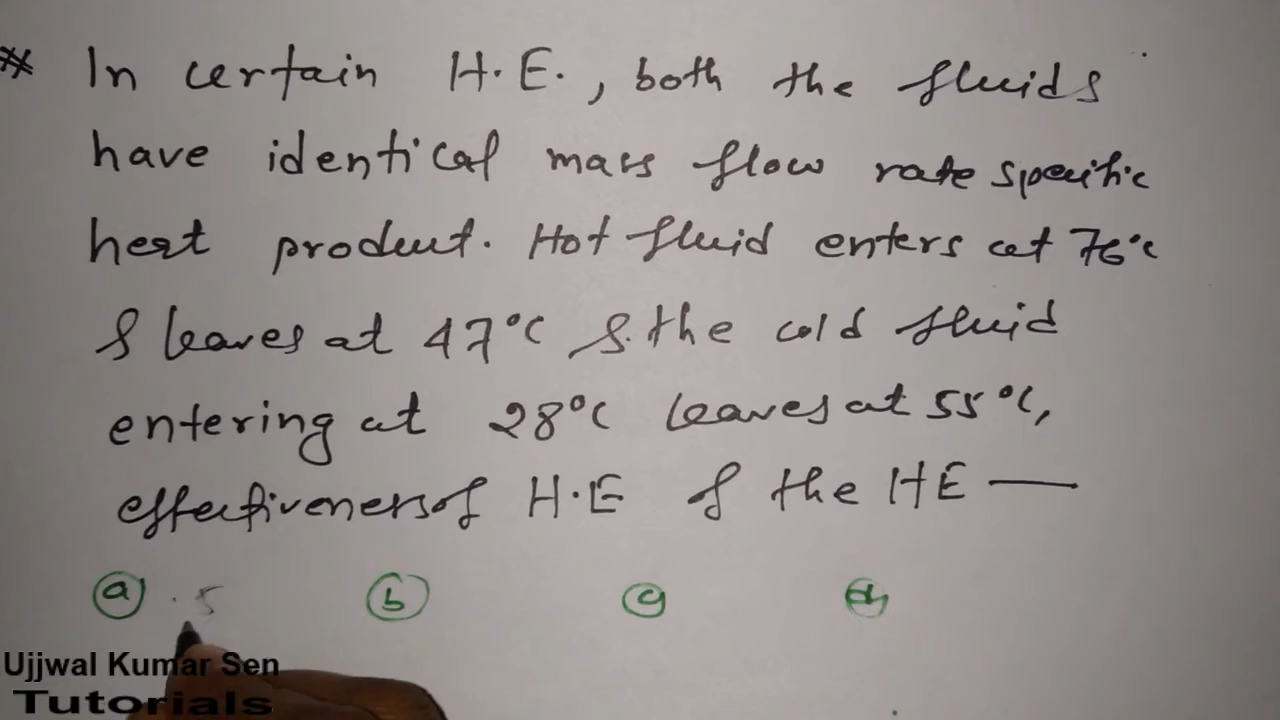 * In certain H.E., both the fluids
have identical mass flow rate specific
heat product. Hot fluid enters at 76°C
& leaves at 47°C & the cold fluid
entering at 28°C leaves at 55°C,
effectiveness of H.E of the HE —
(a) .5 (b) (c) (d)
Ujjwal Kumar Sen
Tutorials